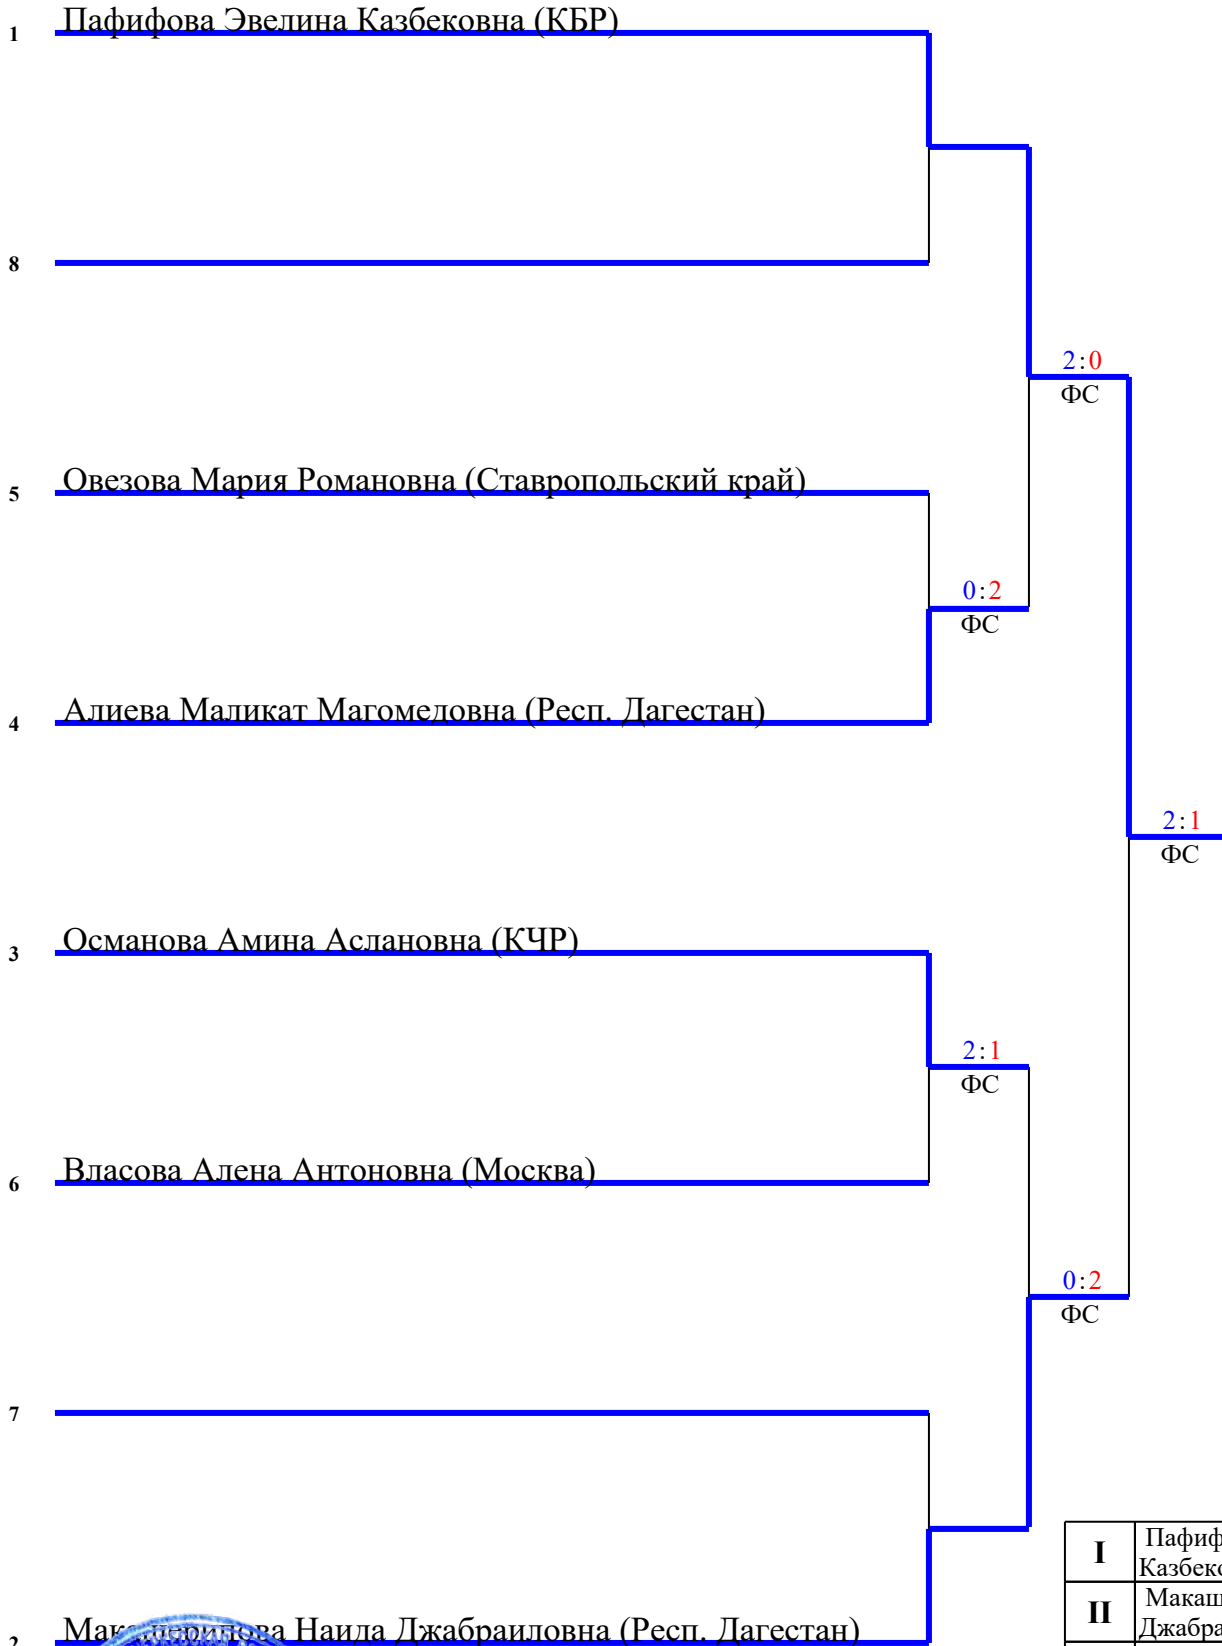 1 Пафифова Эвелина Казбековна (КБР)
8
2:0
ФС
5 Овезова Мария Романовна (Ставропольский край)
0:2
ФС
4 Алиева Маликат Магомедовна (Респ. Дагестан)
2:1
ФС
3 Османова Амина Аслановна (КЧР)
2:1
ФС
6 Власова Алена Антоновна (Москва)
0:2
ФС
7
I Пафиф
Казбеко
II Макаш
Джабра
2 Наида Джабраиловна (Респ. Дагестан)